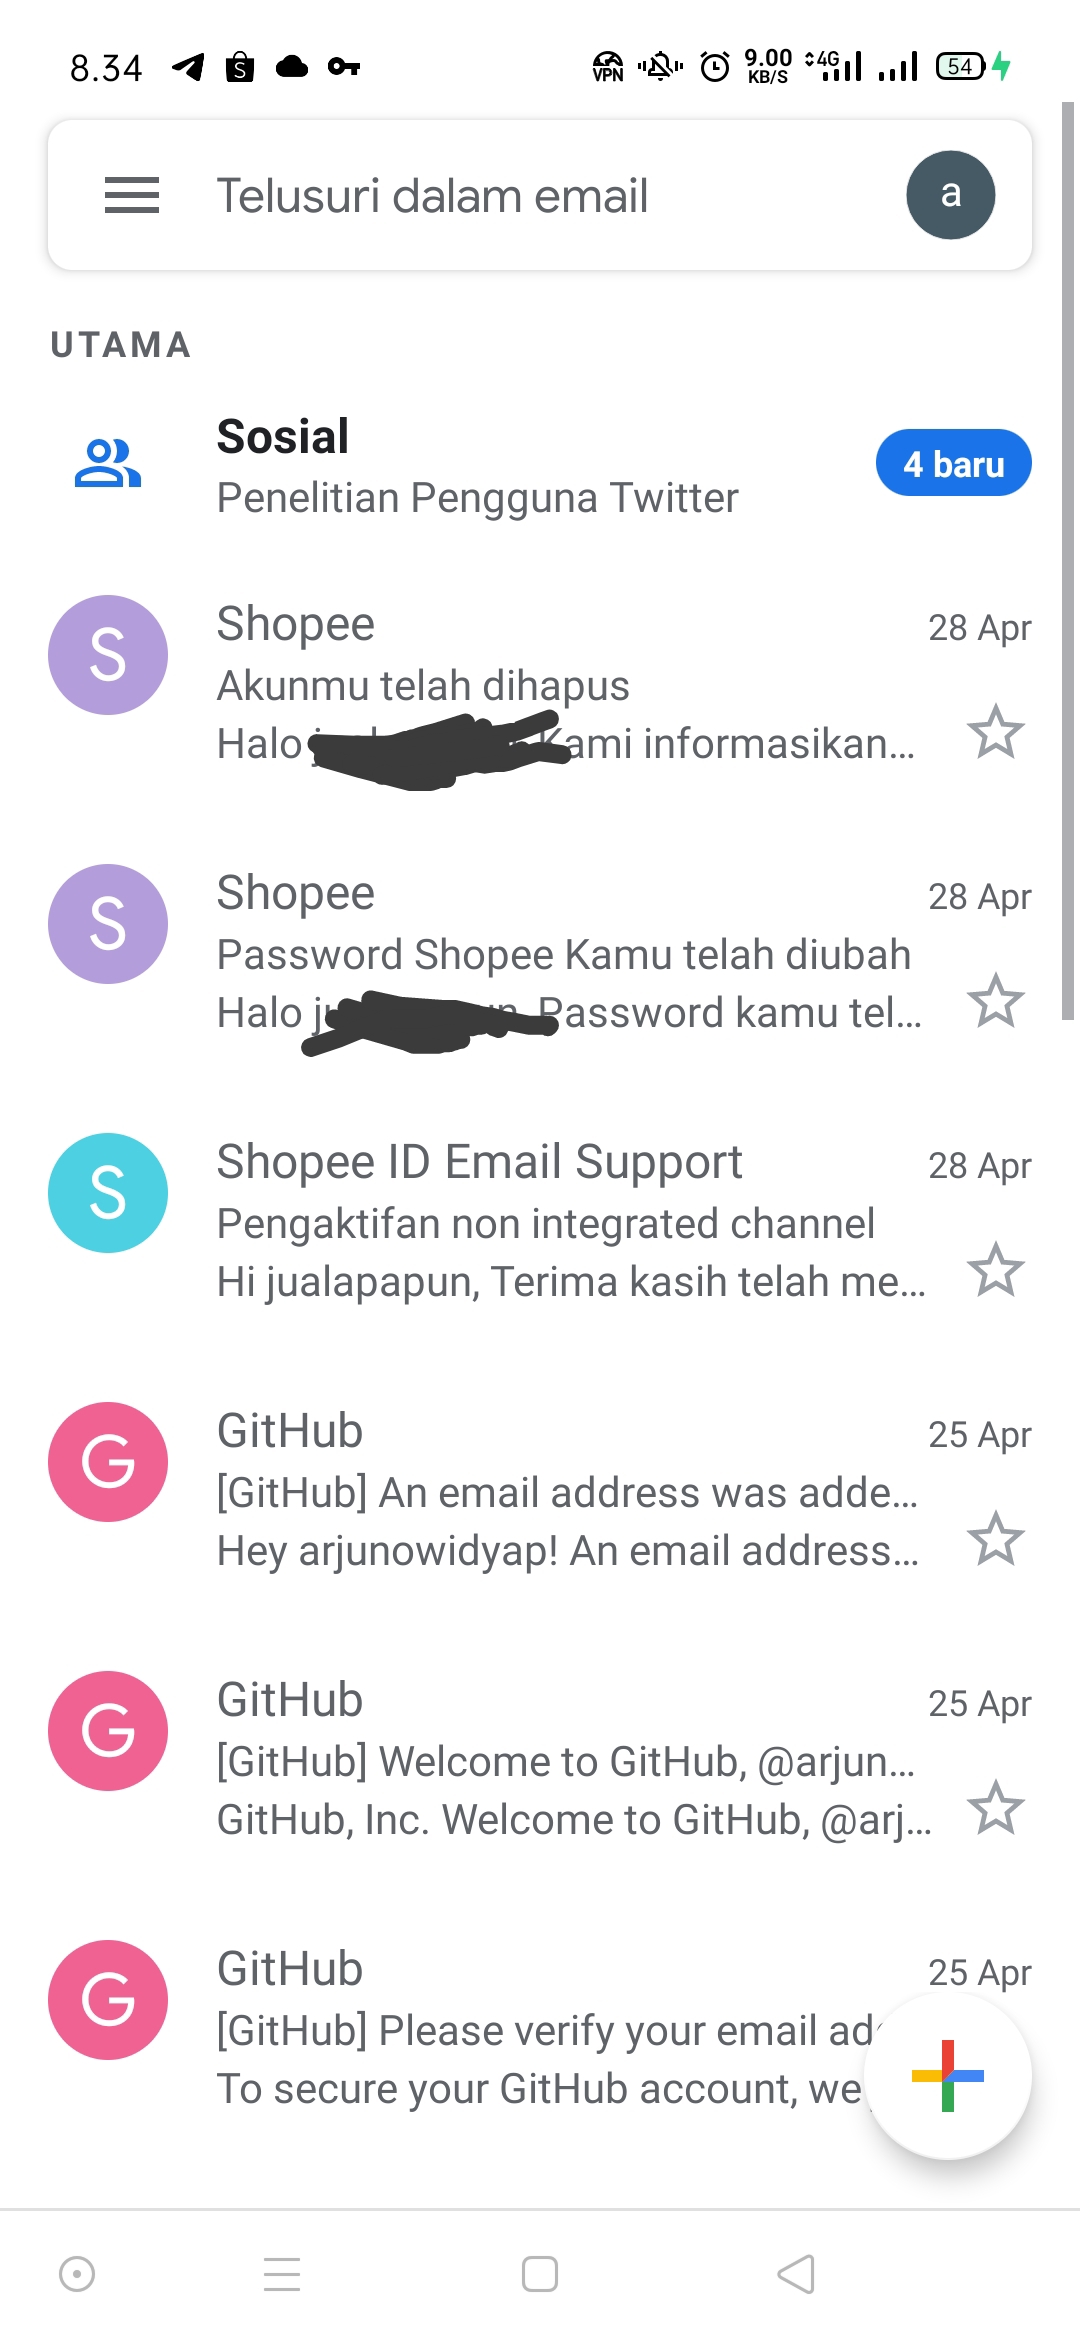 8.34 VPN 9.00 KB/S 4G 54
Telusuri dalam email a
UTAMA
Sosial
Penelitian Pengguna Twitter
4 baru
S Shopee 28 Apr
Akunmu telah dihapus
Halo Kami informasikan...
S Shopee 28 Apr
Password Shopee Kamu telah diubah
Halo Password kamu tel...
S Shopee ID Email Support 28 Apr
Pengaktifan non integrated channel
Hi jualapapun, Terima kasih telah me...
G GitHub 25 Apr
[GitHub] An email address was adde...
Hey arjunowidyap! An email address...
G GitHub 25 Apr
[GitHub] Welcome to GitHub, @arjun...
GitHub, Inc. Welcome to GitHub, @arj...
G GitHub 25 Apr
[GitHub] Please verify your email
To secure your GitHub account, we